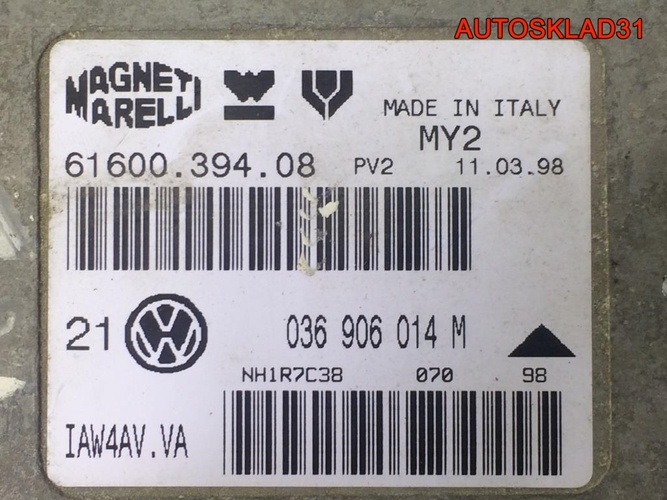 AUTOSKLAD31
MAGNETI
MARELLI
MADE IN ITALY
MY2
61600.394.08 PV2 11.03.98
21 VW 036 906 014 M
NH1R7C38 070 98
IAW4AV.VA